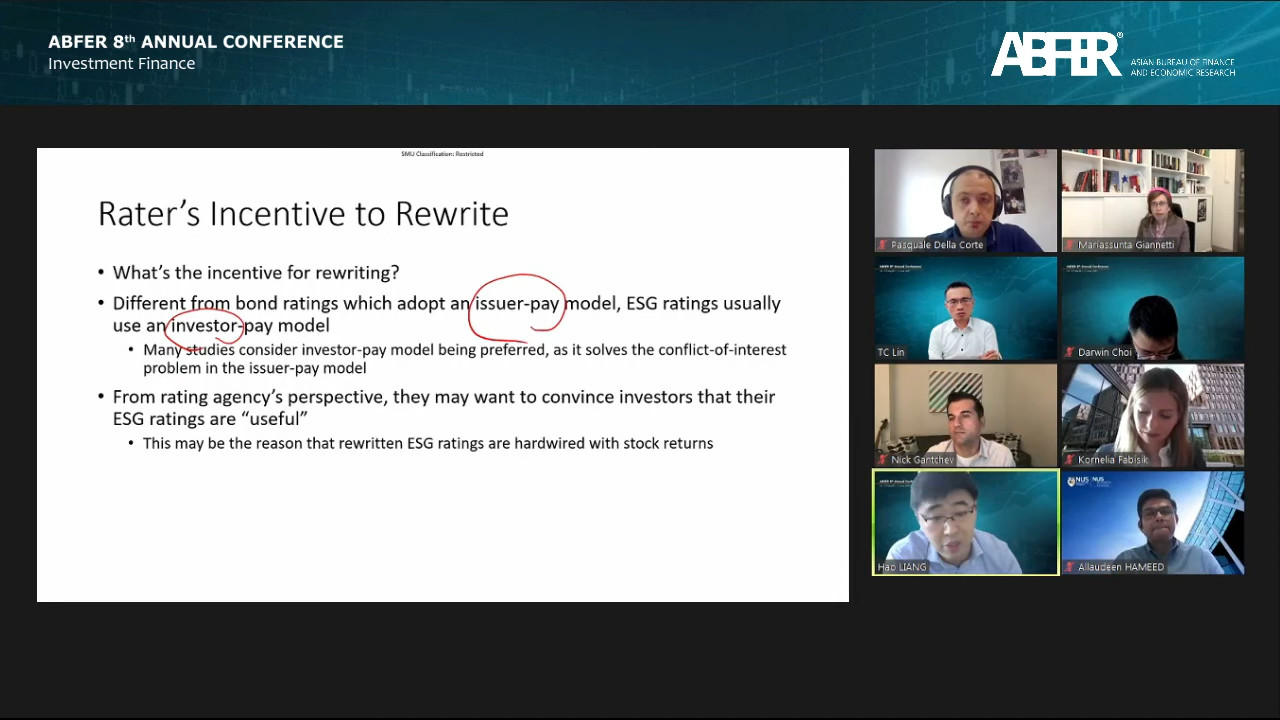 ABFER 8th ANNUAL CONFERENCE
Investment Finance
ABFER®
ASIAN BUREAU OF FINANCE
AND ECONOMIC RESEARCH
SMU Classification: Restricted
Rater’s Incentive to Rewrite
• What’s the incentive for rewriting?
• Different from bond ratings which adopt an issuer-pay model, ESG ratings usually
use an investor-pay model
• Many studies consider investor-pay model being preferred, as it solves the conflict-of-interest
problem in the issuer-pay model
• From rating agency’s perspective, they may want to convince investors that their
ESG ratings are “useful”
• This may be the reason that rewritten ESG ratings are hardwired with stock returns
Pasquale Della Corte
Mariassunta Giannetti
TC Lin
Darwin Choi
Nick Gantchev
Kornelia Fabisik
Hao LIANG
NUS
NUS
Allaudeen HAMEED